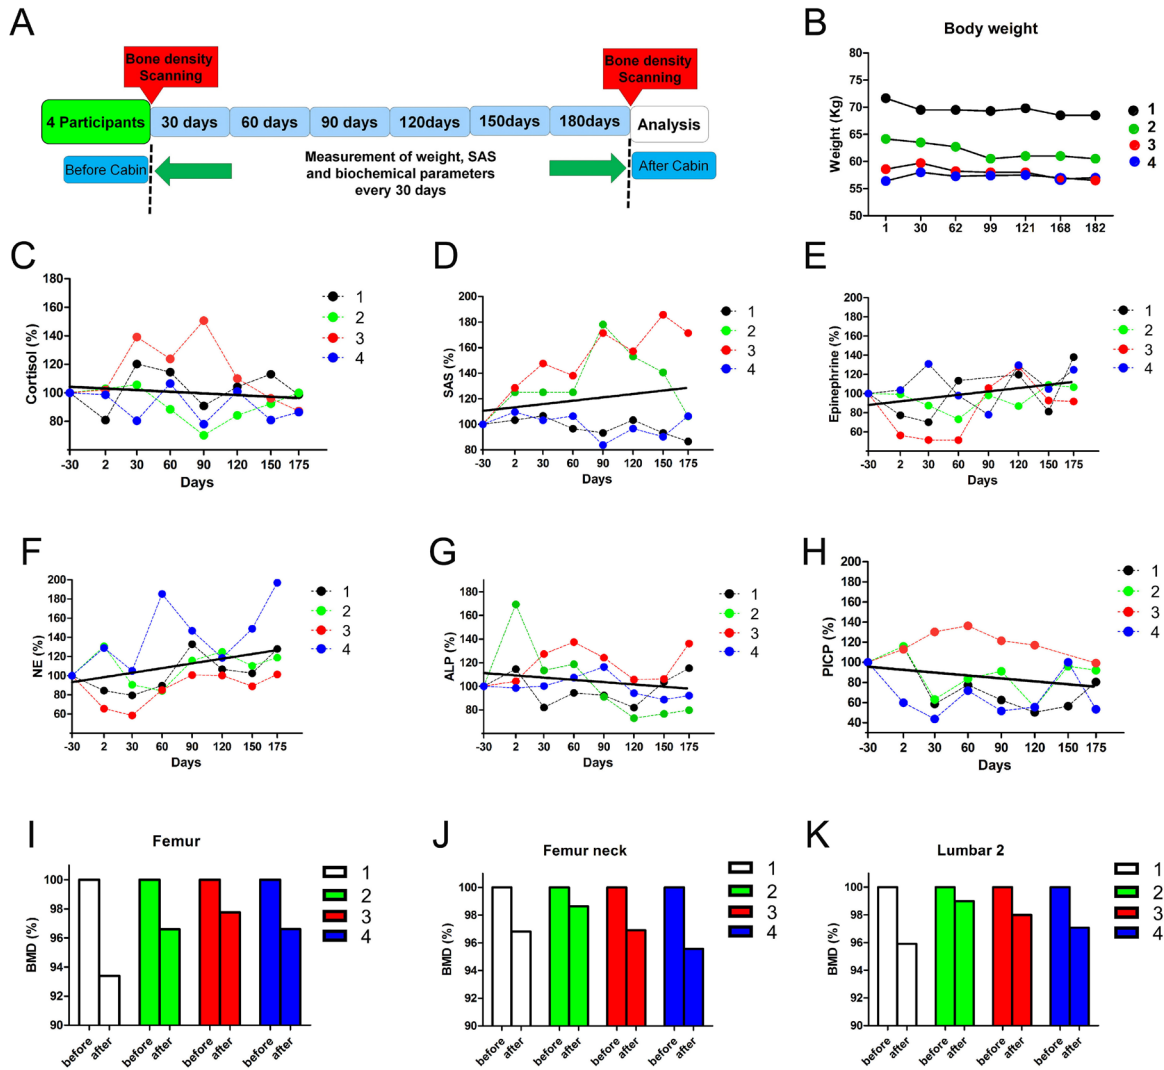 A
Bone density
Scanning
Bone density
Scanning
4 Participants
30 days
60 days
90 days
120days
150days
180days
Analysis
Before Cabin
Measurement of weight, SAS
and biochemical parameters
every 30 days
After Cabin
B
Body weight
Weight (Kg)
80
75
70
65
60
55
50
1
30
62
99
121
168
182
1
2
3
4
C
Cortisol (%)
180
160
140
120
100
80
-30
2
30
60
90
120
150
175
Days
1
2
3
4
D
SAS (%)
200
180
160
140
120
100
80
-30
2
30
60
90
120
150
175
Days
1
2
3
4
E
Epinephrine (%)
200
180
160
140
120
100
80
60
-30
2
30
60
90
120
150
175
Days
1
2
3
4
F
NE (%)
200
180
160
140
120
100
80
60
-30
2
30
60
90
120
150
175
Days
1
2
3
4
G
ALP (%)
180
160
140
120
100
80
-30
2
30
60
90
120
150
175
Days
1
2
3
4
H
PICP (%)
200
180
160
140
120
100
80
60
40
-30
2
30
60
90
120
150
175
Days
1
2
3
4
I
Femur
BMD (%)
100
98
96
94
92
90
before
after
before
after
before
after
before
after
1
2
3
4
J
Femur neck
BMD (%)
100
98
96
94
92
90
before
after
before
after
before
after
before
after
1
2
3
4
K
Lumbar 2
BMD (%)
100
98
96
94
92
90
before
after
before
after
before
after
before
after
1
2
3
4